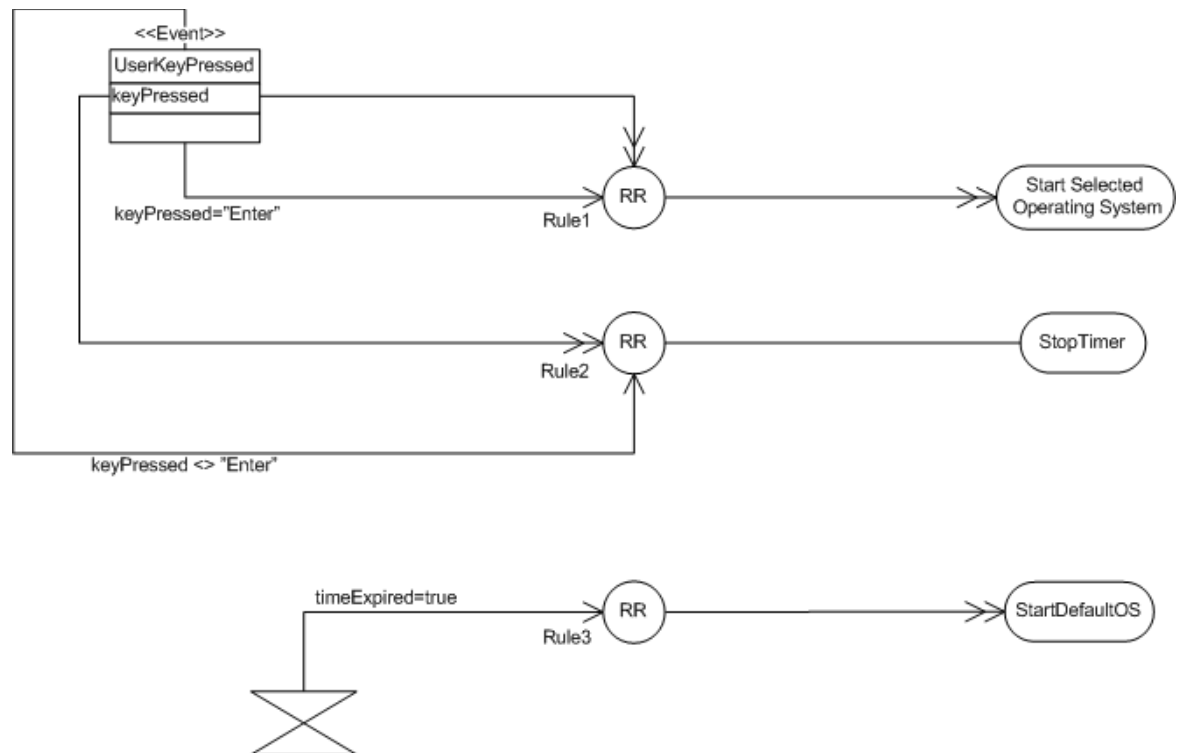 <<Event>>
UserKeyPressed
keyPressed
keyPressed="Enter"
RR
Rule1
Start Selected
Operating System
RR
Rule2
StopTimer
keyPressed <> "Enter"
timeExpired=true
RR
Rule3
StartDefaultOS